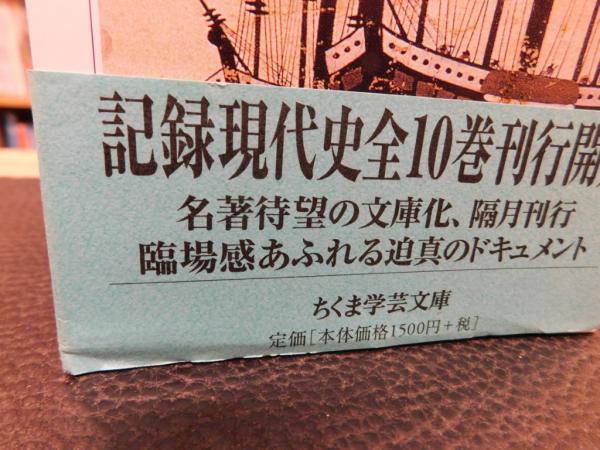 記録現代史全10巻刊行開
名著待望の文庫化、隔月刊行
臨場感あふれる迫真のドキュメント
ちくま学芸文庫
定価[本体価格1500円+税]